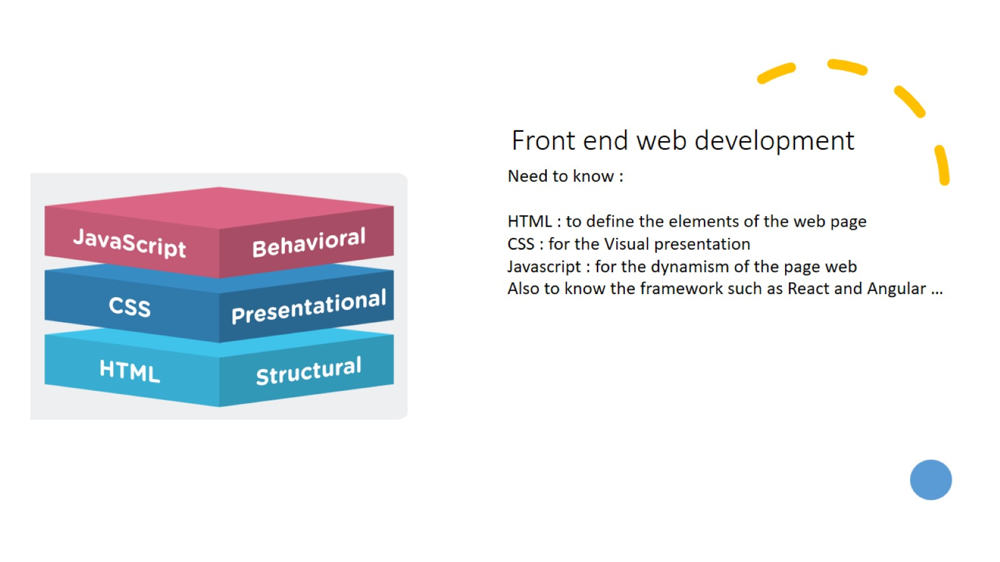 JavaScript Behavioral
CSS Presentational
HTML Structural
Front end web development
Need to know :
HTML : to define the elements of the web page
CSS : for the Visual presentation
Javascript : for the dynamism of the page web
Also to know the framework such as React and Angular ...